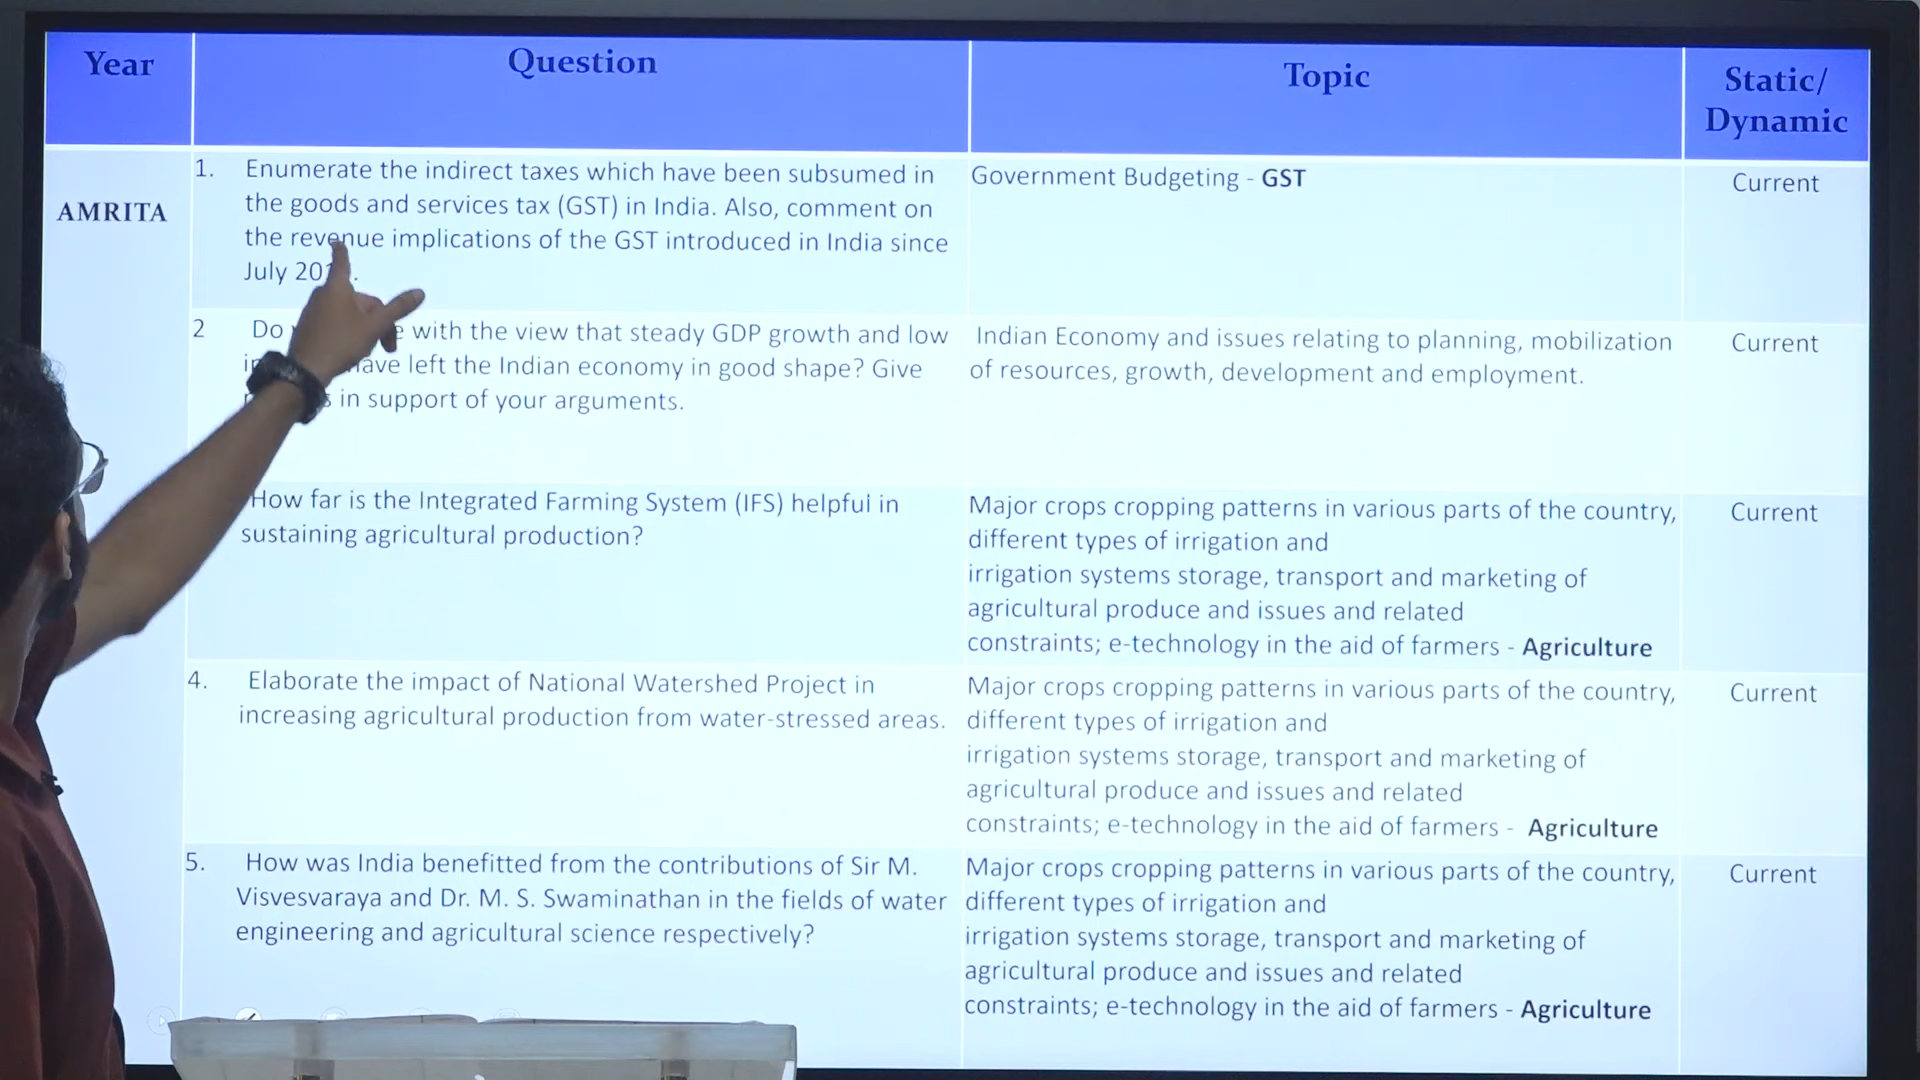 Year
Question
Topic
Static/
Dynamic
AMRITA
1. Enumerate the indirect taxes which have been subsumed in
the goods and services tax (GST) in India. Also, comment on
the revenue implications of the GST introduced in India since
July
Government Budgeting - GST
Current
2 Do with the view that steady GDP growth and low
have left the Indian economy in good shape? Give
in support of your arguments.
Indian Economy and issues relating to planning, mobilization
of resources, growth, development and employment.
Current
How far is the Integrated Farming System (IFS) helpful in
sustaining agricultural production?
Major crops cropping patterns in various parts of the country,
different types of irrigation and
irrigation systems storage, transport and marketing of
agricultural produce and issues and related
constraints; e-technology in the aid of farmers - Agriculture
Current
4. Elaborate the impact of National Watershed Project in
increasing agricultural production from water-stressed areas.
Major crops cropping patterns in various parts of the country,
different types of irrigation and
irrigation systems storage, transport and marketing of
agricultural produce and issues and related
constraints; e-technology in the aid of farmers - Agriculture
Current
5. How was India benefitted from the contributions of Sir M.
Visvesvaraya and Dr. M. S. Swaminathan in the fields of water
engineering and agricultural science respectively?
Major crops cropping patterns in various parts of the country,
different types of irrigation and
irrigation systems storage, transport and marketing of
agricultural produce and issues and related
constraints; e-technology in the aid of farmers - Agriculture
Current